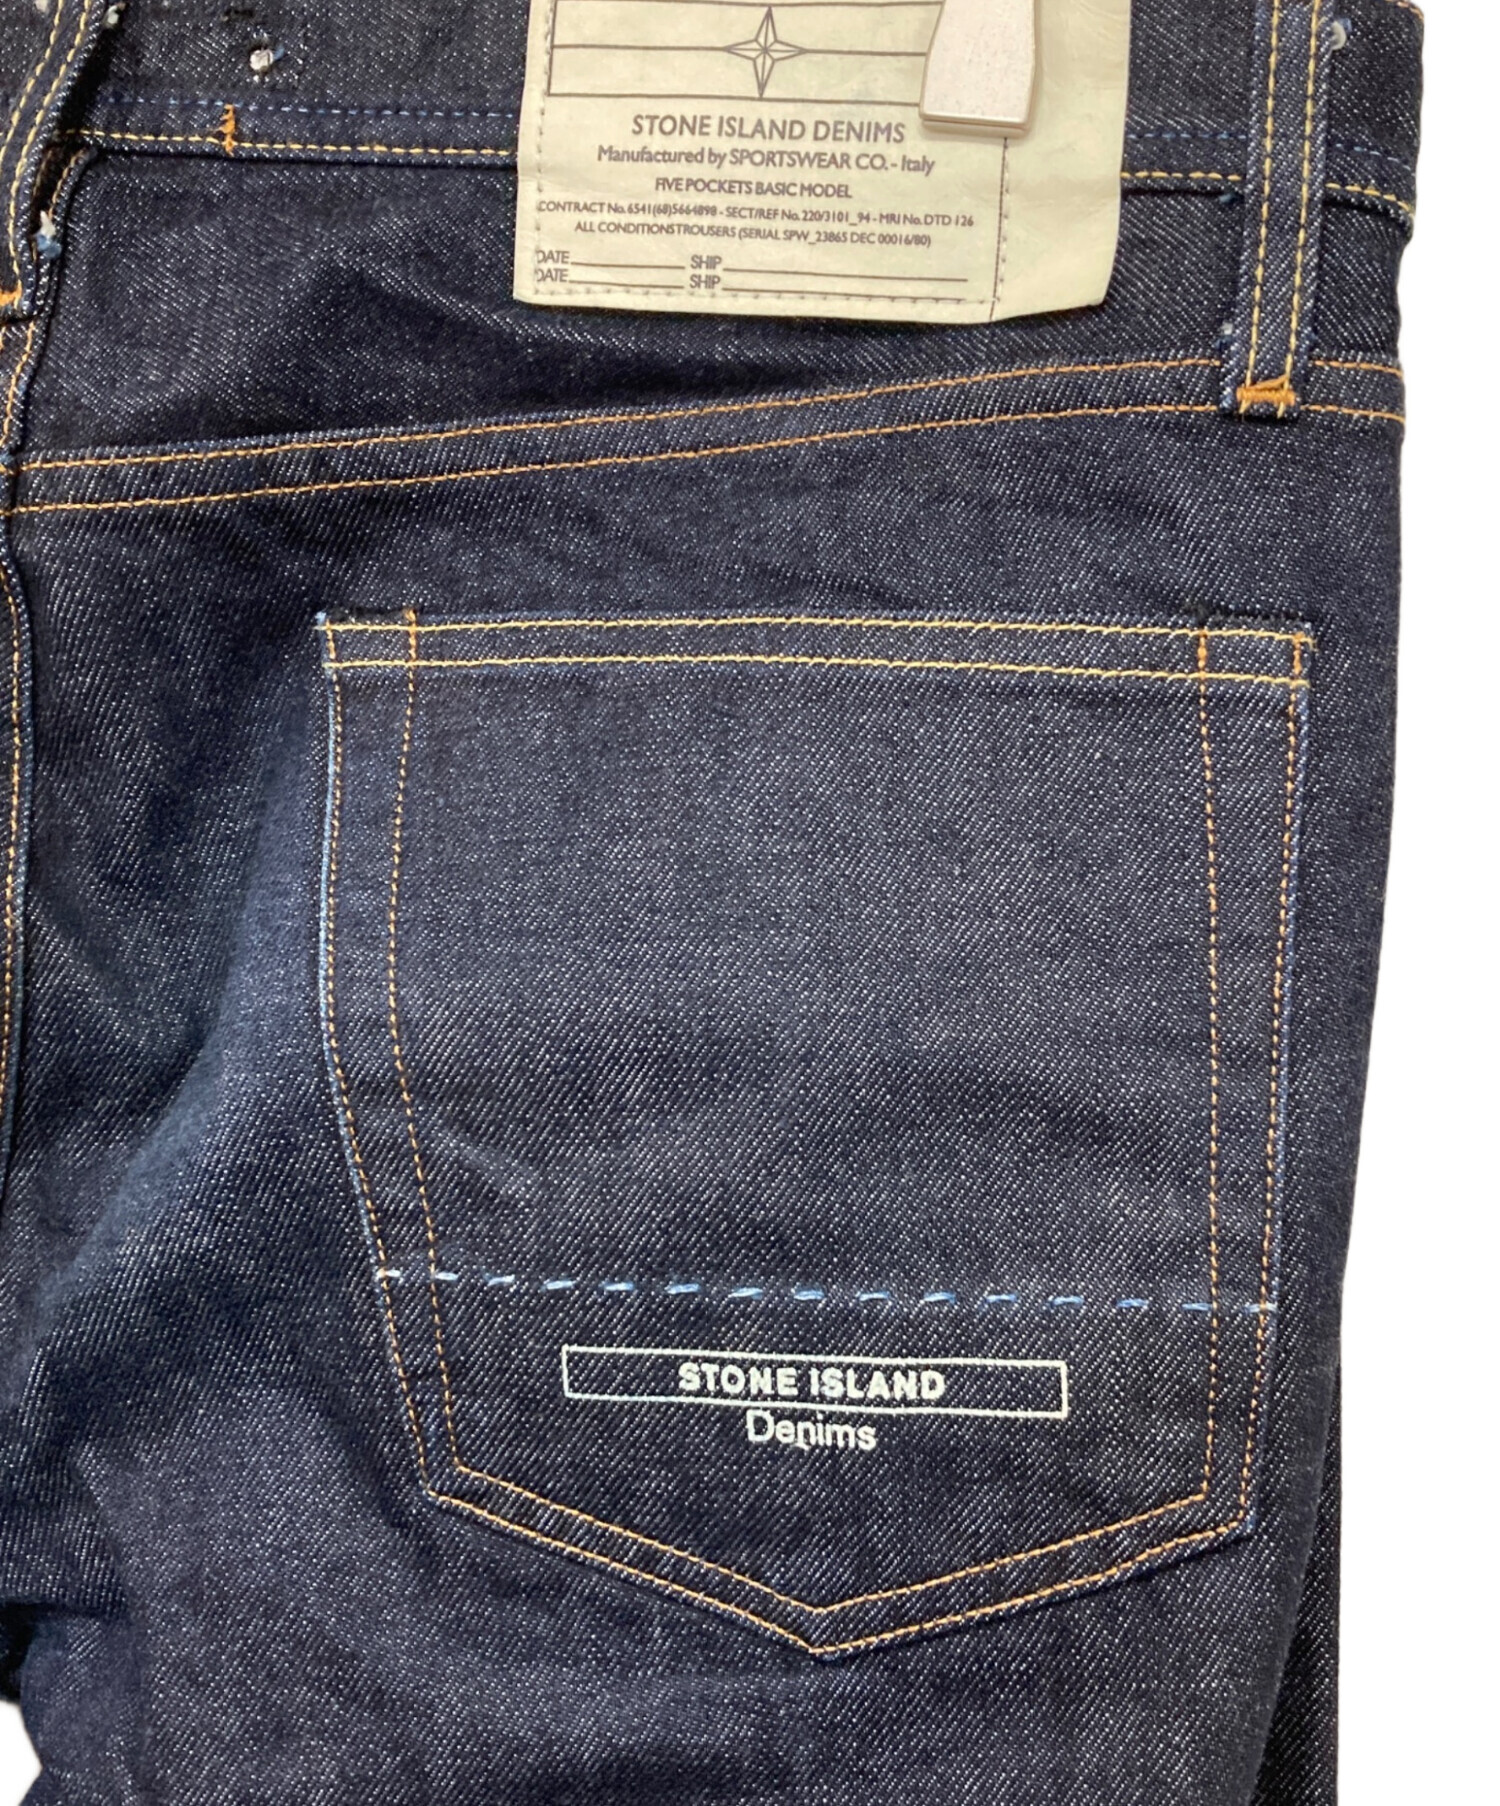 STONE ISLAND DENIMS
Manufactured by SPORTSWEAR CO. - Italy
FIVE POCKETS BASIC MODEL
CONTRACT No. 6541(68)5664898 - SECT/REF No. 220/3101_94 - MRI No. DTD 126
ALL CONDITIONS TROUSERS (SERIAL SPW_23865 DEC 00016/80)
DATE SHIP
DATE SHIP
STONE ISLAND
Denims